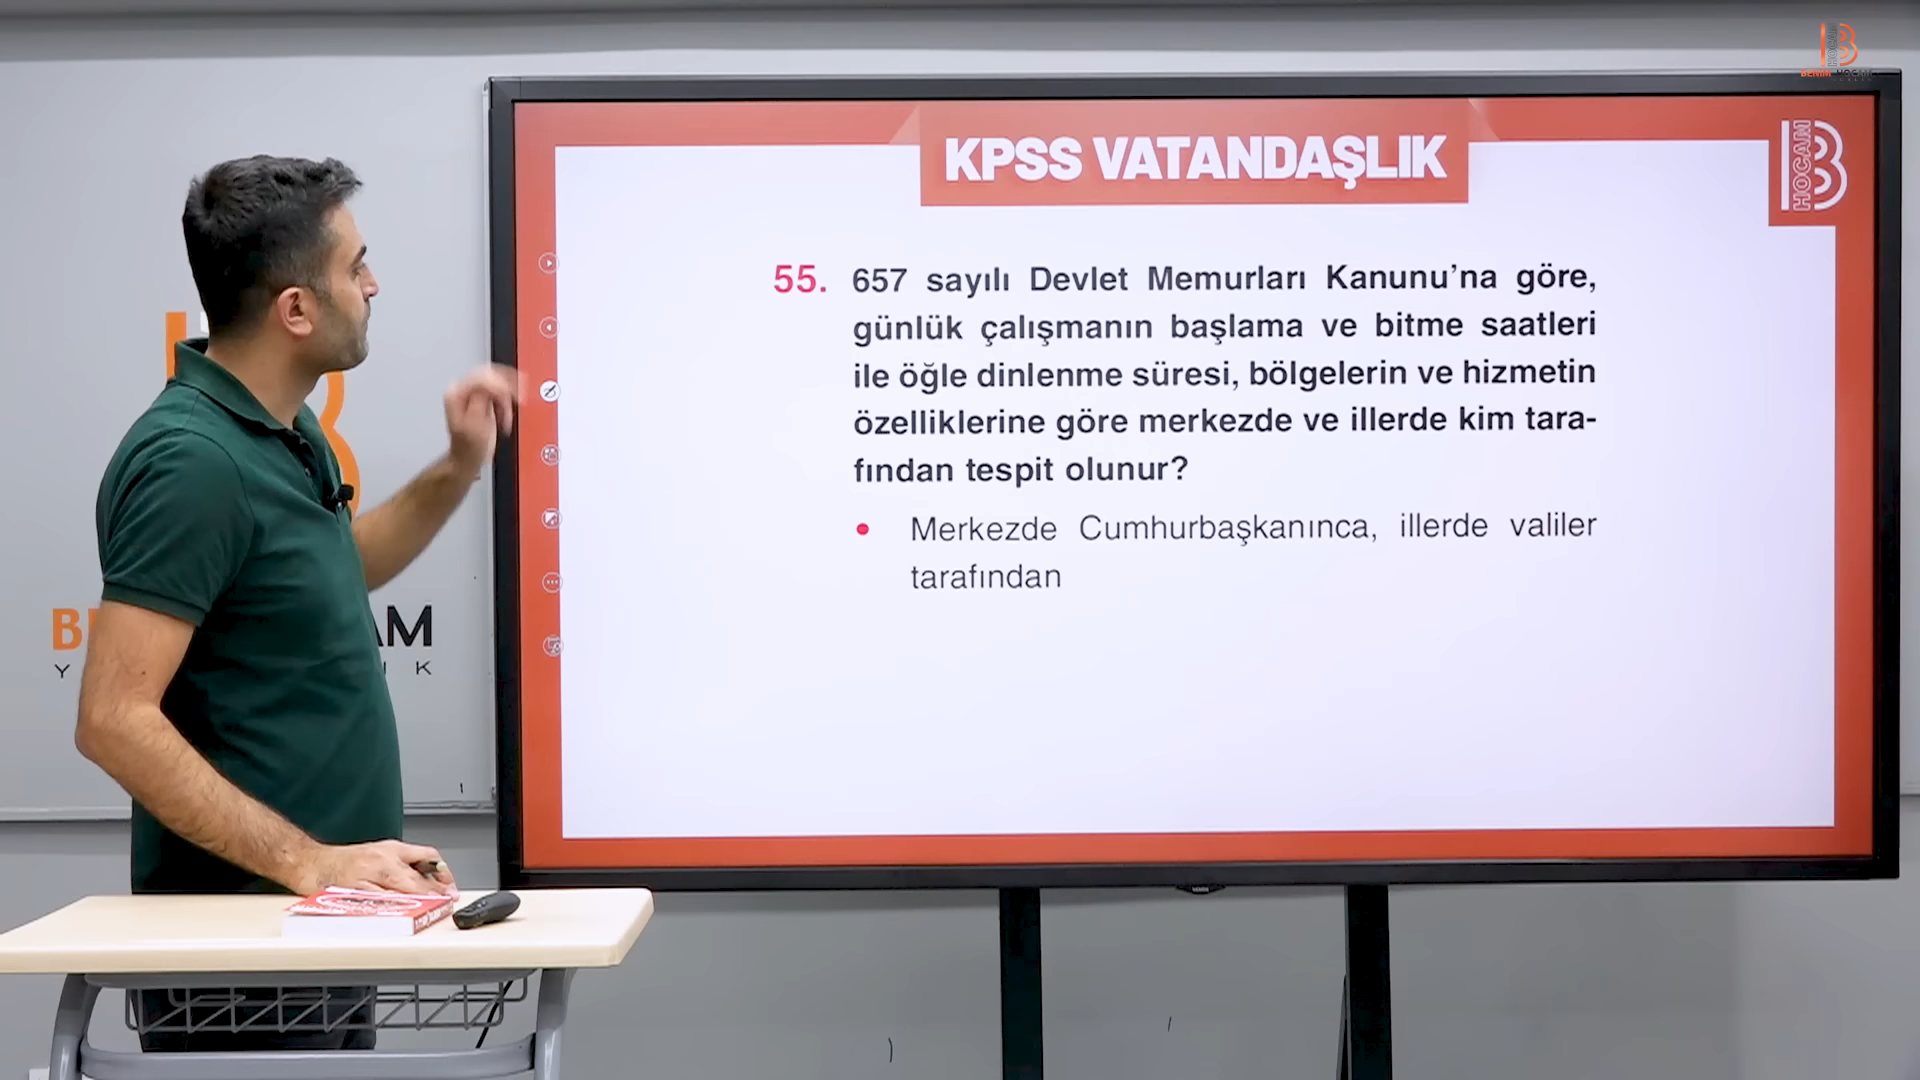 BENİM HOCAM
KPSS VATANDAŞLIK
HOCAM
55. 657 sayılı Devlet Memurları Kanunu’na göre,
günlük çalışmanın başlama ve bitme saatleri
ile öğle dinlenme süresi, bölgelerin ve hizmetin
özelliklerine göre merkezde ve illerde kim tara-
fından tespit olunur?
• Merkezde Cumhurbaşkanınca, illerde valiler
tarafından